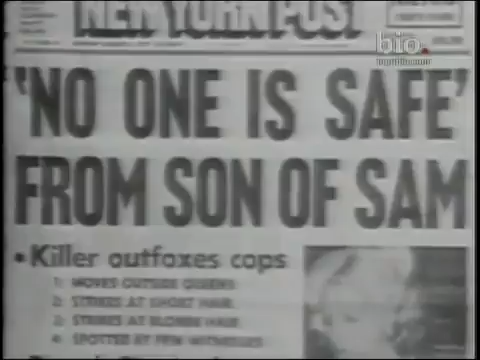 NEW YORK POST
bio.
'NO ONE IS SAFE'
FROM SON OF SAM
• Killer outfoxes cops
1: MOVES OUTSIDE QUEENS
2: STRIKES AT SHORT HAIR
3: STRIKES AT BLONDE HAIR
4: SPOTTED BY FEW WITNESSES